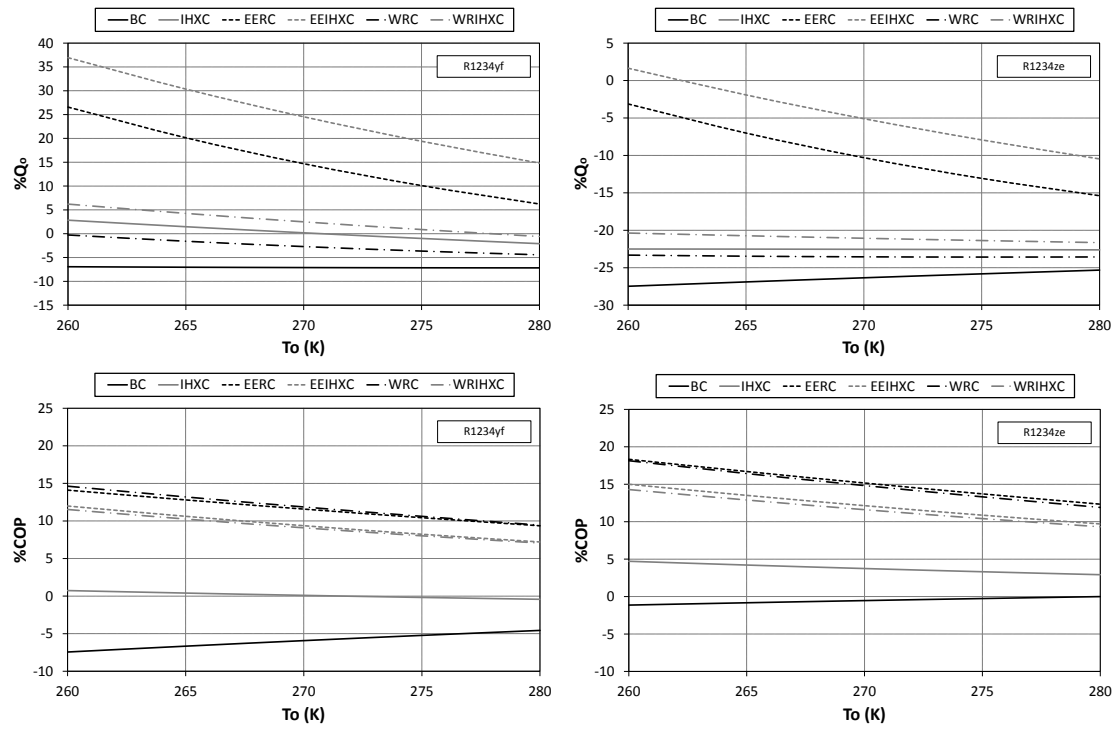 BC IHXC EERC EEIHXC WRC WRIHXC
40
35
30
25
20
15
10
5
0
-5
-10
-15
%Qo
R1234yf
260 265 270 275 280
To (K)
BC IHXC EERC EEIHXC WRC WRIHXC
5
0
-5
-10
-15
-20
-25
-30
%Qo
R1234ze
260 265 270 275 280
To (K)
BC IHXC EERC EEIHXC WRC WRIHXC
25
20
15
10
5
0
-5
-10
%COP
R1234yf
260 265 270 275 280
To (K)
BC IHXC EERC EEIHXC WRC WRIHXC
25
20
15
10
5
0
-5
-10
%COP
R1234ze
260 265 270 275 280
To (K)